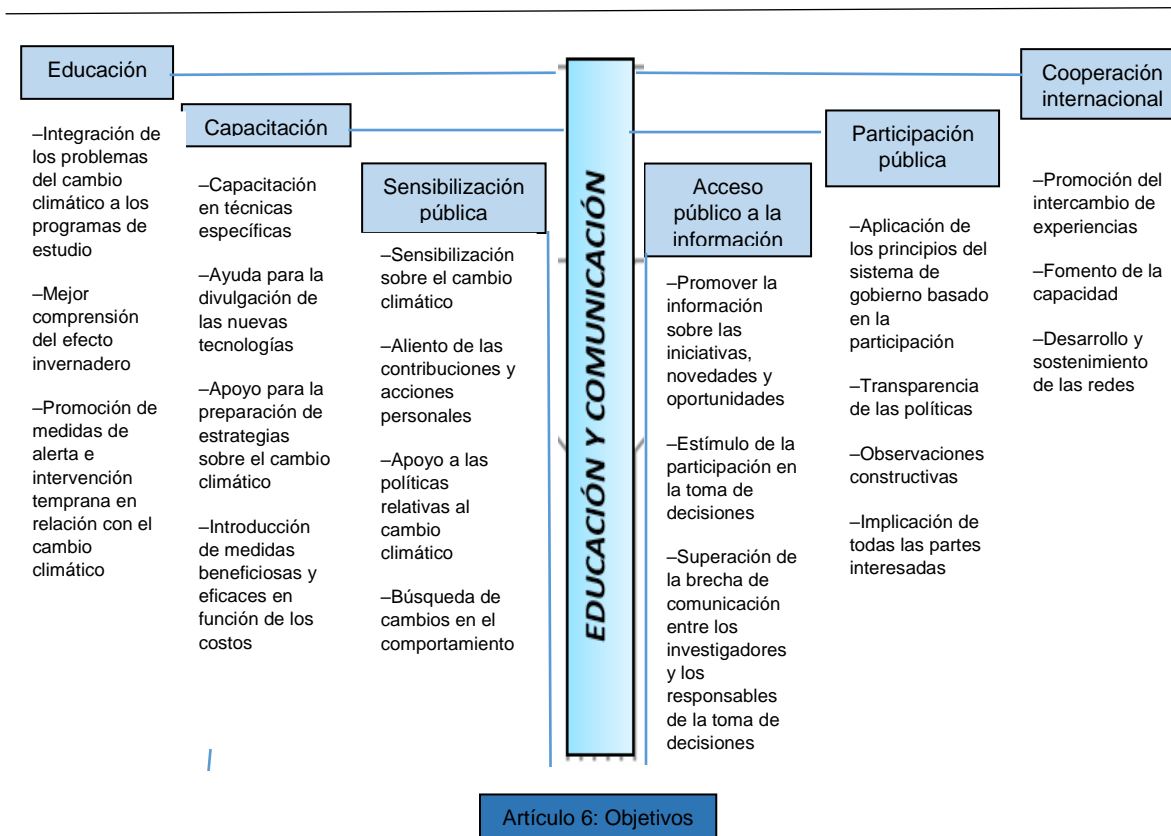 Educación
–Integración de
los problemas
del cambio
climático a los
programas de
estudio
–Mejor
comprensión
del efecto
invernadero
–Promoción de
medidas de
alerta e
intervención
temprana en
relación con el
cambio
climático
Capacitación
–Capacitación
en técnicas
específicas
–Ayuda para la
divulgación de
las nuevas
tecnologías
–Apoyo para la
preparación de
estrategias
sobre el cambio
climático
–Introducción
de medidas
beneficiosas y
eficaces en
función de los
costos
Sensibilización
pública
–Sensibilización
sobre el cambio
climático
–Aliento de las
contribuciones y
acciones
personales
–Apoyo a las
políticas
relativas al
cambio
climático
–Búsqueda de
cambios en el
comportamiento
EDUCACIÓN Y COMUNICACIÓN
Acceso
público a la
información
–Promover la
información
sobre las
iniciativas,
novedades y
oportunidades
–Estímulo de la
participación en
la toma de
decisiones
–Superación de
la brecha de
comunicación
entre los
investigadores
y los
responsables
de la toma de
decisiones
Participación
pública
–Aplicación de
los principios del
sistema de
gobierno basado
en la
participación
–Transparencia
de las políticas
–Observaciones
constructivas
–Implicación de
todas las partes
interesadas
Cooperación
internacional
–Promoción del
intercambio de
experiencias
–Fomento de la
capacidad
–Desarrollo y
sostenimiento
de las redes
Artículo 6: Objetivos